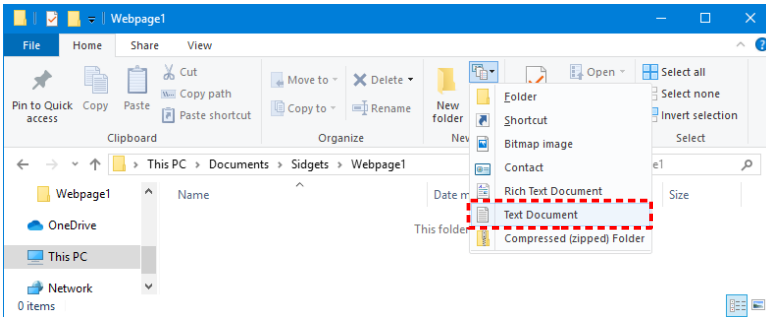 Webpage1
File Home Share View
Pin to Quick access
Copy
Paste
Cut
Copy path
Paste shortcut
Clipboard
Move to
Copy to
Delete
Rename
Organize
New folder
New
Open
Select all
Select none
Invert selection
Select
Folder
Shortcut
Bitmap image
Contact
Rich Text Document
Text Document
Compressed (zipped) Folder
This PC > Documents > Sidgets > Webpage1
e1
Webpage1
OneDrive
This PC
Network
Name
Date m
Size
This folder
0 items